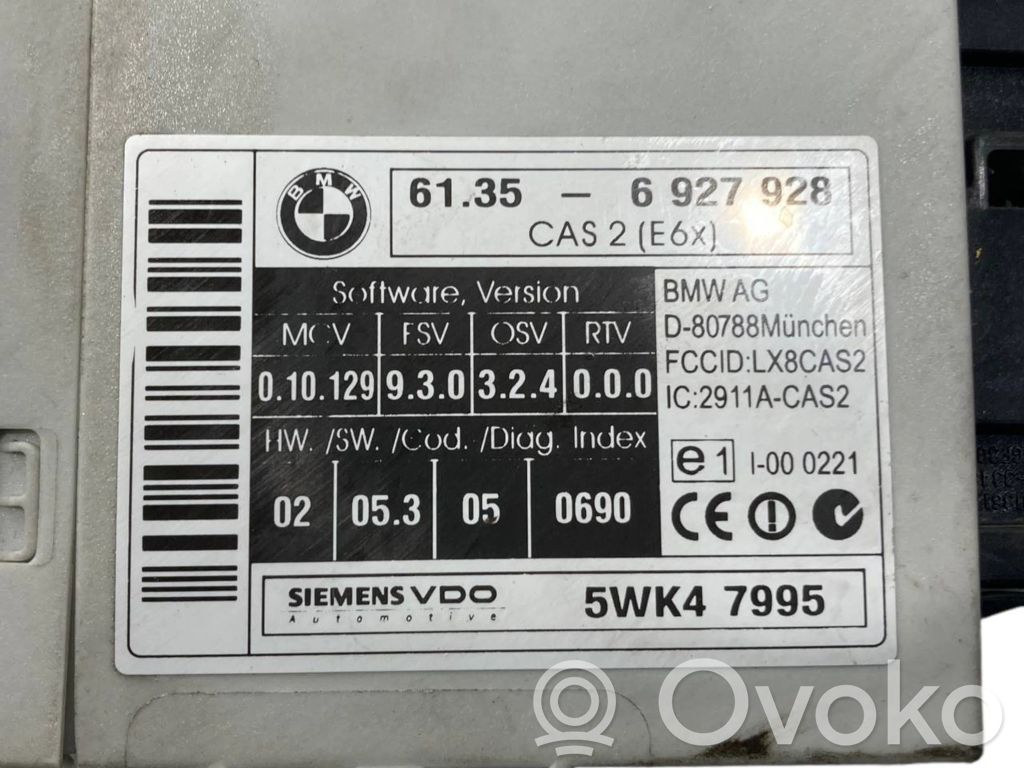 BMW
61.35 – 6 927 928
CAS 2 (E6x)
Software, Version
MCV FSV OSV RTV
0.10.129 9.3.0 3.2.4 0.0.0
HW. /SW. /Cod. /Diag. Index
02 05.3 05 0690
BMW AG
D-80788München
FCCID:LX8CAS2
IC:2911A-CAS2
e1 I-00 0221
CE
SIEMENS VDO
Automotive
5WK4 7995
Ovoko